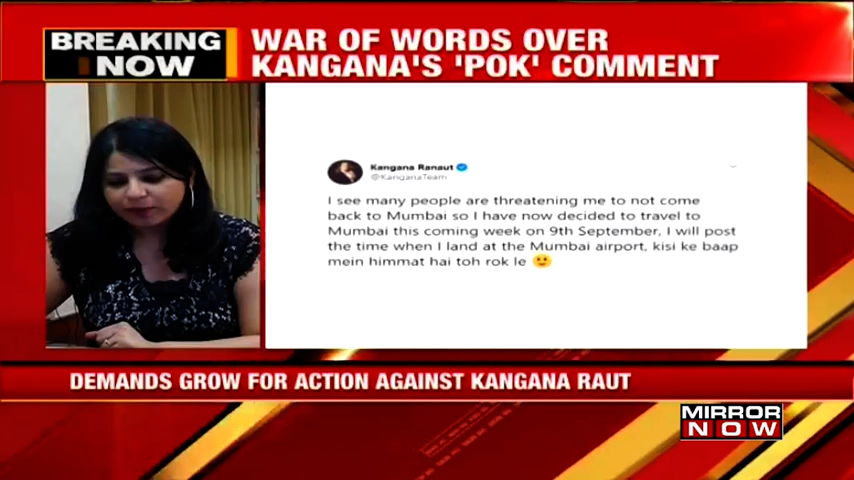 BREAKING
NOW
WAR OF WORDS OVER
KANGANA'S 'POK' COMMENT
Kangana Ranaut
@KanganaTeam
I see many people are threatening me to not come
back to Mumbai so I have now decided to travel to
Mumbai this coming week on 9th September, I will post
the time when I land at the Mumbai airport, kisi ke baap
mein himmat hai toh rok le 🙂
DEMANDS GROW FOR ACTION AGAINST KANGANA RAUT
MIRROR
NOW